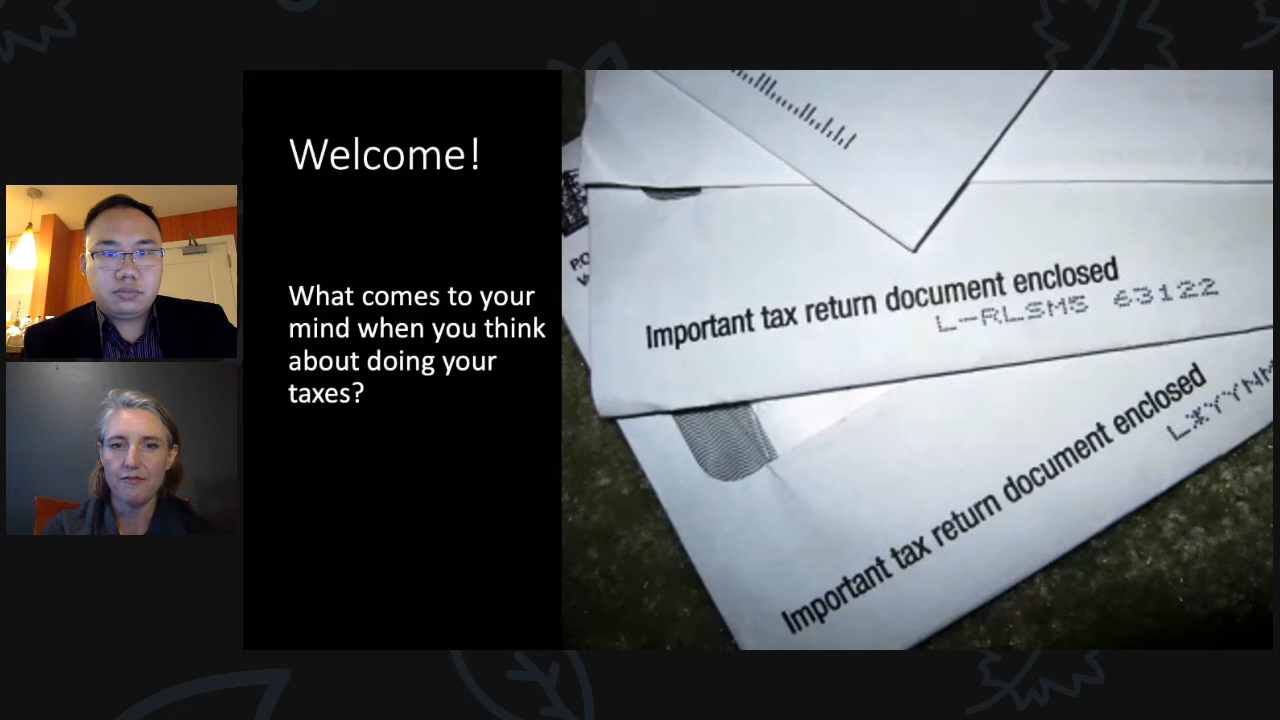 Welcome!
What comes to your
mind when you think
about doing your
taxes?
Important tax return document enclosed
L-RLSM5 63122
Important tax return document enclosed